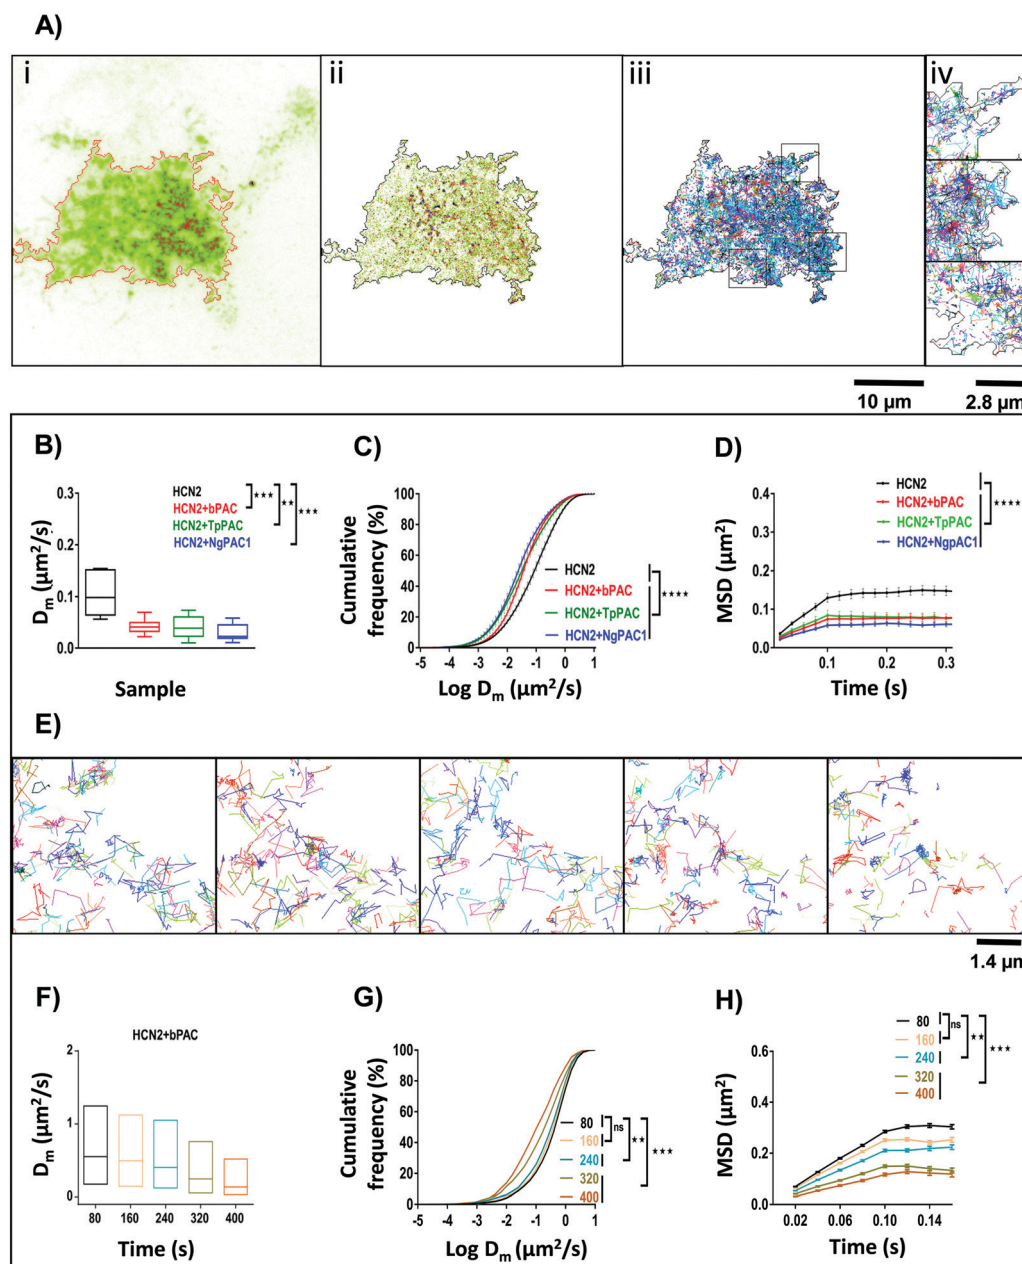 A)
i
ii
iii
iv
10 µm
2.8 µm
B)
HCN2
HCN2+bPAC
HCN2+TpPAC
HCN2+NgPAC1
*** ** ***
0.3
0.2
0.1
0.0
Dm (µm²/s)
Sample
C)
100
80
60
40
20
0
Cumulative
frequency (%)
HCN2
HCN2+bPAC
HCN2+TpPAC
HCN2+NgPAC1
****
-5 -4 -3 -2 -1 0 1
Log Dm (µm²/s)
D)
HCN2
HCN2+bPAC
HCN2+TpPAC
HCN2+NgpAC1
****
0.4
0.3
0.2
0.1
0.0
MSD (µm²)
0.1 0.2 0.3
Time (s)
E)
1.4 µm
F)
HCN2+bPAC
2
1
0
Dm (µm²/s)
80 160 240 320 400
Time (s)
G)
100
80
60
40
20
0
Cumulative
frequency (%)
80
160
240
320
400
ns ** ***
-5 -4 -3 -2 -1 0 1
Log Dm (µm²/s)
H)
80
160
240
320
400
ns ** ***
0.6
0.4
0.2
0.0
MSD (µm²)
0.02 0.06 0.10 0.14
Time (s)